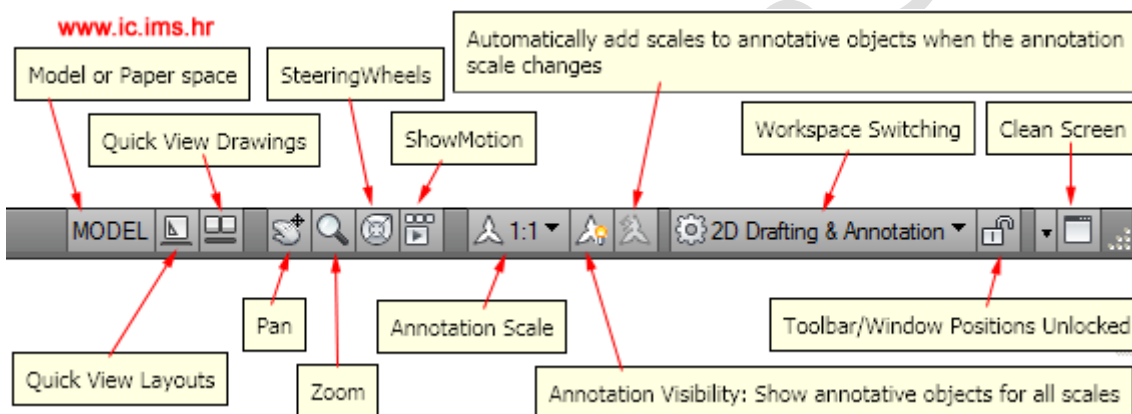 www.ic.ims.hr
Automatically add scales to annotative objects when the annotation
scale changes
Model or Paper space
SteeringWheels
Quick View Drawings
ShowMotion
Workspace Switching
Clean Screen
MODEL
1:1
2D Drafting & Annotation
Pan
Annotation Scale
Toolbar/Window Positions Unlocked
Quick View Layouts
Zoom
Annotation Visibility: Show annotative objects for all scales